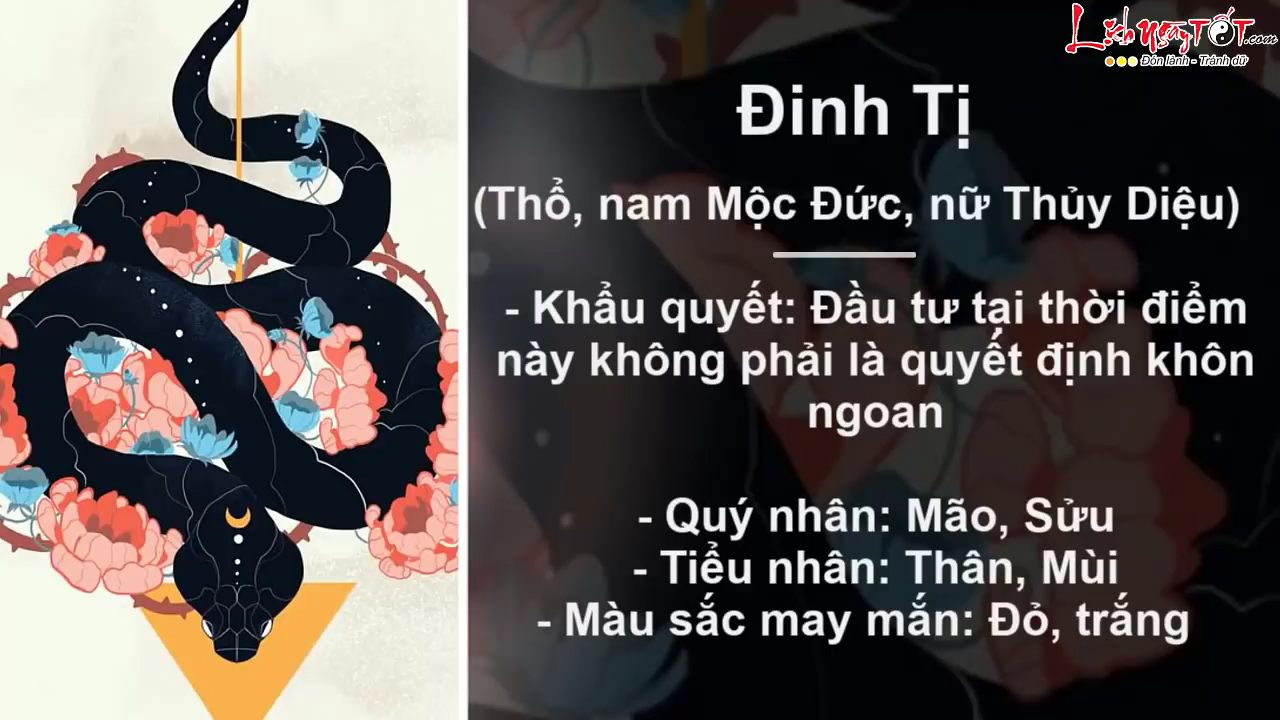 Lịch ngày TỐT.com
Đón lành - Tránh dữ
Đinh Tị
(Thổ, nam Mộc Đức, nữ Thủy Diệu)
- Khẩu quyết: Đầu tư tại thời điểm
này không phải là quyết định khôn
ngoan
- Quý nhân: Mão, Sửu
- Tiểu nhân: Thân, Mùi
- Màu sắc may mắn: Đỏ, trắng